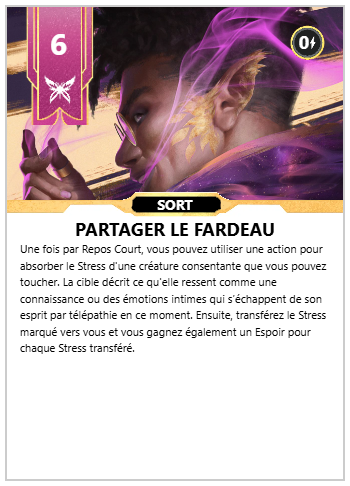 6
0
SORT
PARTAGER LE FARDEAU
Une fois par Repos Court, vous pouvez utiliser une action pour
absorber le Stress d'une créature consentante que vous pouvez
toucher. La cible décrit ce qu'elle ressent comme une
connaissance ou des émotions intimes qui s'échappent de son
esprit par télépathie en ce moment. Ensuite, transférez le Stress
marqué vers vous et vous gagnez également un Espoir pour
chaque Stress transféré.